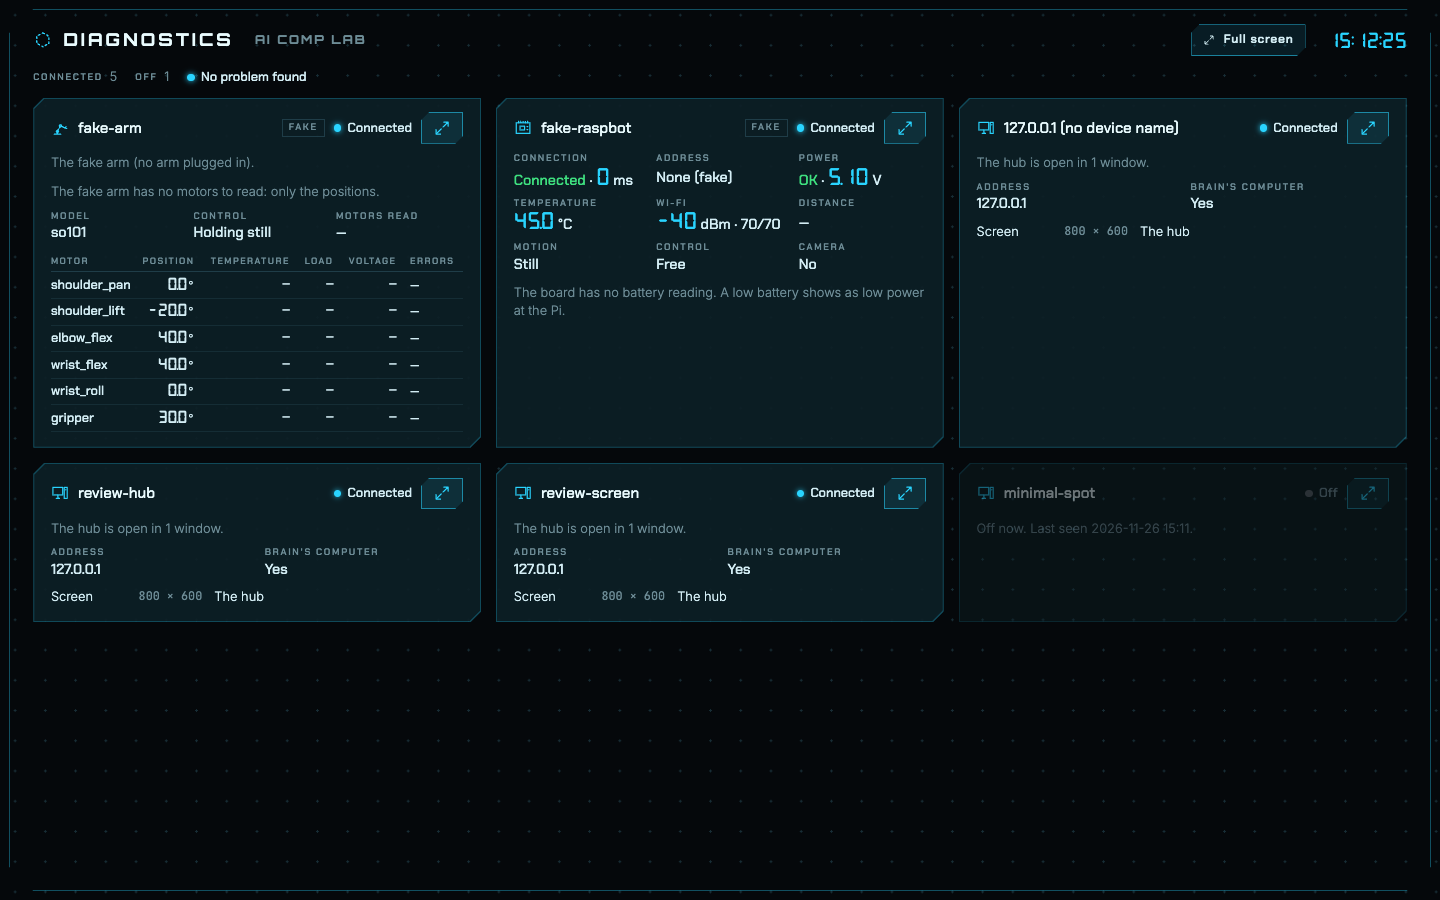 DIAGNOSTICS AI COMP LAB
Full screen
15:12:25
CONNECTED 5 OFF 1 No problem found
fake-arm FAKE Connected
The fake arm (no arm plugged in).
The fake arm has no motors to read: only the positions.
MODEL CONTROL MOTORS READ
so101 Holding still –
MOTOR POSITION TEMPERATURE LOAD VOLTAGE ERRORS
shoulder_pan 0.0° – – – –
shoulder_lift -20.0° – – – –
elbow_flex 40.0° – – – –
wrist_flex 40.0° – – – –
wrist_roll 0.0° – – – –
gripper 30.0° – – – –
fake-raspbot FAKE Connected
CONNECTION ADDRESS POWER
Connected · 0 ms None (fake) OK · 5.10 V
TEMPERATURE WI-FI DISTANCE
45.0 °C -40 dBm · 70/70 –
MOTION CONTROL CAMERA
Still Free No
The board has no battery reading. A low battery shows as low power
at the Pi.
127.0.0.1 (no device name) Connected
The hub is open in 1 window.
ADDRESS BRAIN'S COMPUTER
127.0.0.1 Yes
Screen 800 × 600 The hub
review-hub Connected
The hub is open in 1 window.
ADDRESS BRAIN'S COMPUTER
127.0.0.1 Yes
Screen 800 × 600 The hub
review-screen Connected
The hub is open in 1 window.
ADDRESS BRAIN'S COMPUTER
127.0.0.1 Yes
Screen 800 × 600 The hub
minimal-spot Off
Off now. Last seen 2026-11-26 15:11.